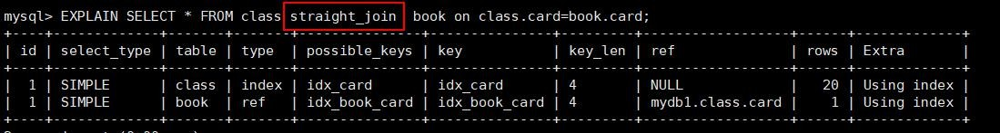 mysql> EXPLAIN SELECT * FROM class straight_join  book on class.card=book.card;
+----+-------------+-------+-------+---------------+---------------+---------+------------------+------+-------------+
| id | select_type | table | type  | possible_keys | key           | key_len | ref              | rows | Extra       |
+----+-------------+-------+-------+---------------+---------------+---------+------------------+------+-------------+
|  1 | SIMPLE      | class | index | idx_card      | idx_card      | 4       | NULL             |   20 | Using index |
|  1 | SIMPLE      | book  | ref   | idx_book_card | idx_book_card | 4       | mydb1.class.card |    1 | Using index |
+----+-------------+-------+-------+---------------+---------------+---------+------------------+------+-------------+